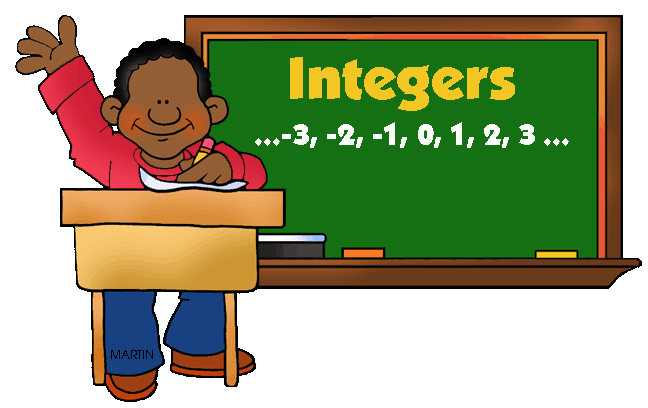 Integers
...-3, -2, -1, 0, 1, 2, 3 ...
MARTIN